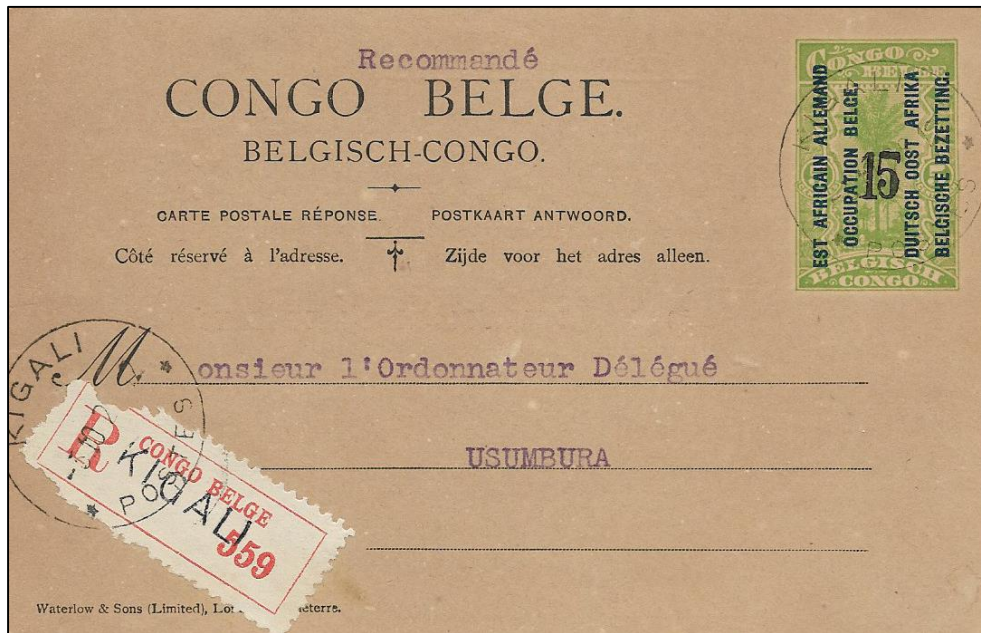 Recommandé
CONGO BELGE.
BELGISCH-CONGO.
CARTE POSTALE RÉPONSE. POSTKAART ANTWOORD.
Côté réservé à l'adresse. Zijde voor het adres alleen.
CONGO
BELGE
EST AFRICAIN ALLEMAND
OCCUPATION BELGE.
15
DUITSCH OOST AFRIKA
BELGISCHE BEZETTING.
BELGISCH
CONGO
M. onsieur l'Ordonnateur Délégué
USUMBURA
KIGALI
POSTES
R
CONGO BELGE
KIGALI
559
Waterlow & Sons (Limited),